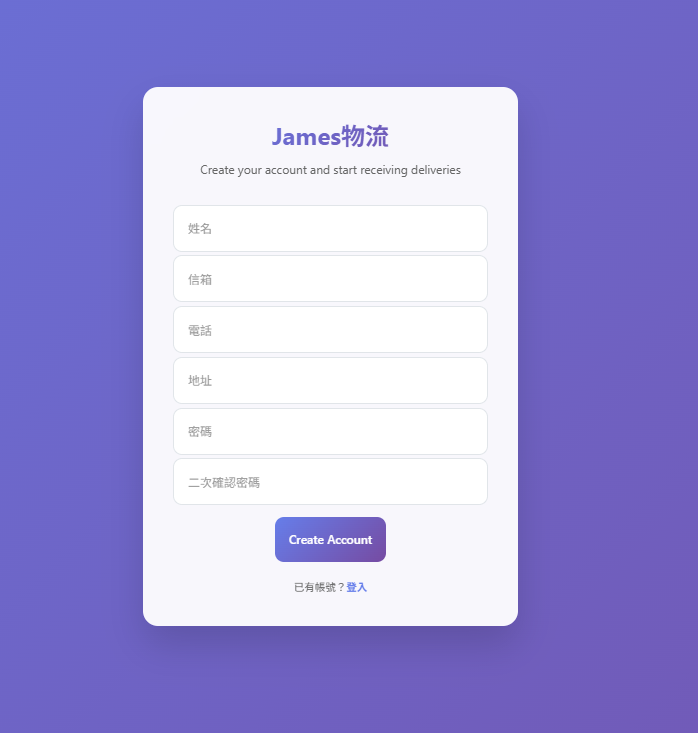 James物流
Create your account and start receiving deliveries
姓名
信箱
電話
地址
密碼
二次確認密碼
Create Account
已有帳號？登入